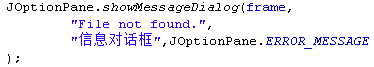 JOptionPane.showMessageDialog(frame,
"File not found.",
"信息对话框",JOptionPane.ERROR_MESSAGE
);